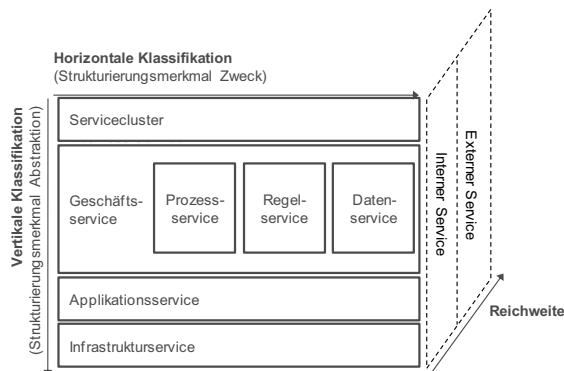 Horizontale Klassifikation
(Strukturierungsmerkmal Zweck)
Vertikale Klassifikation
(Strukturierungsmerkmal Abstraktion)
Servicecluster
Geschäfts-
service
Prozess-
service
Regel-
service
Daten-
service
Applikationsservice
Infrastrukturservice
Interner Service
Externer Service
Reichweite